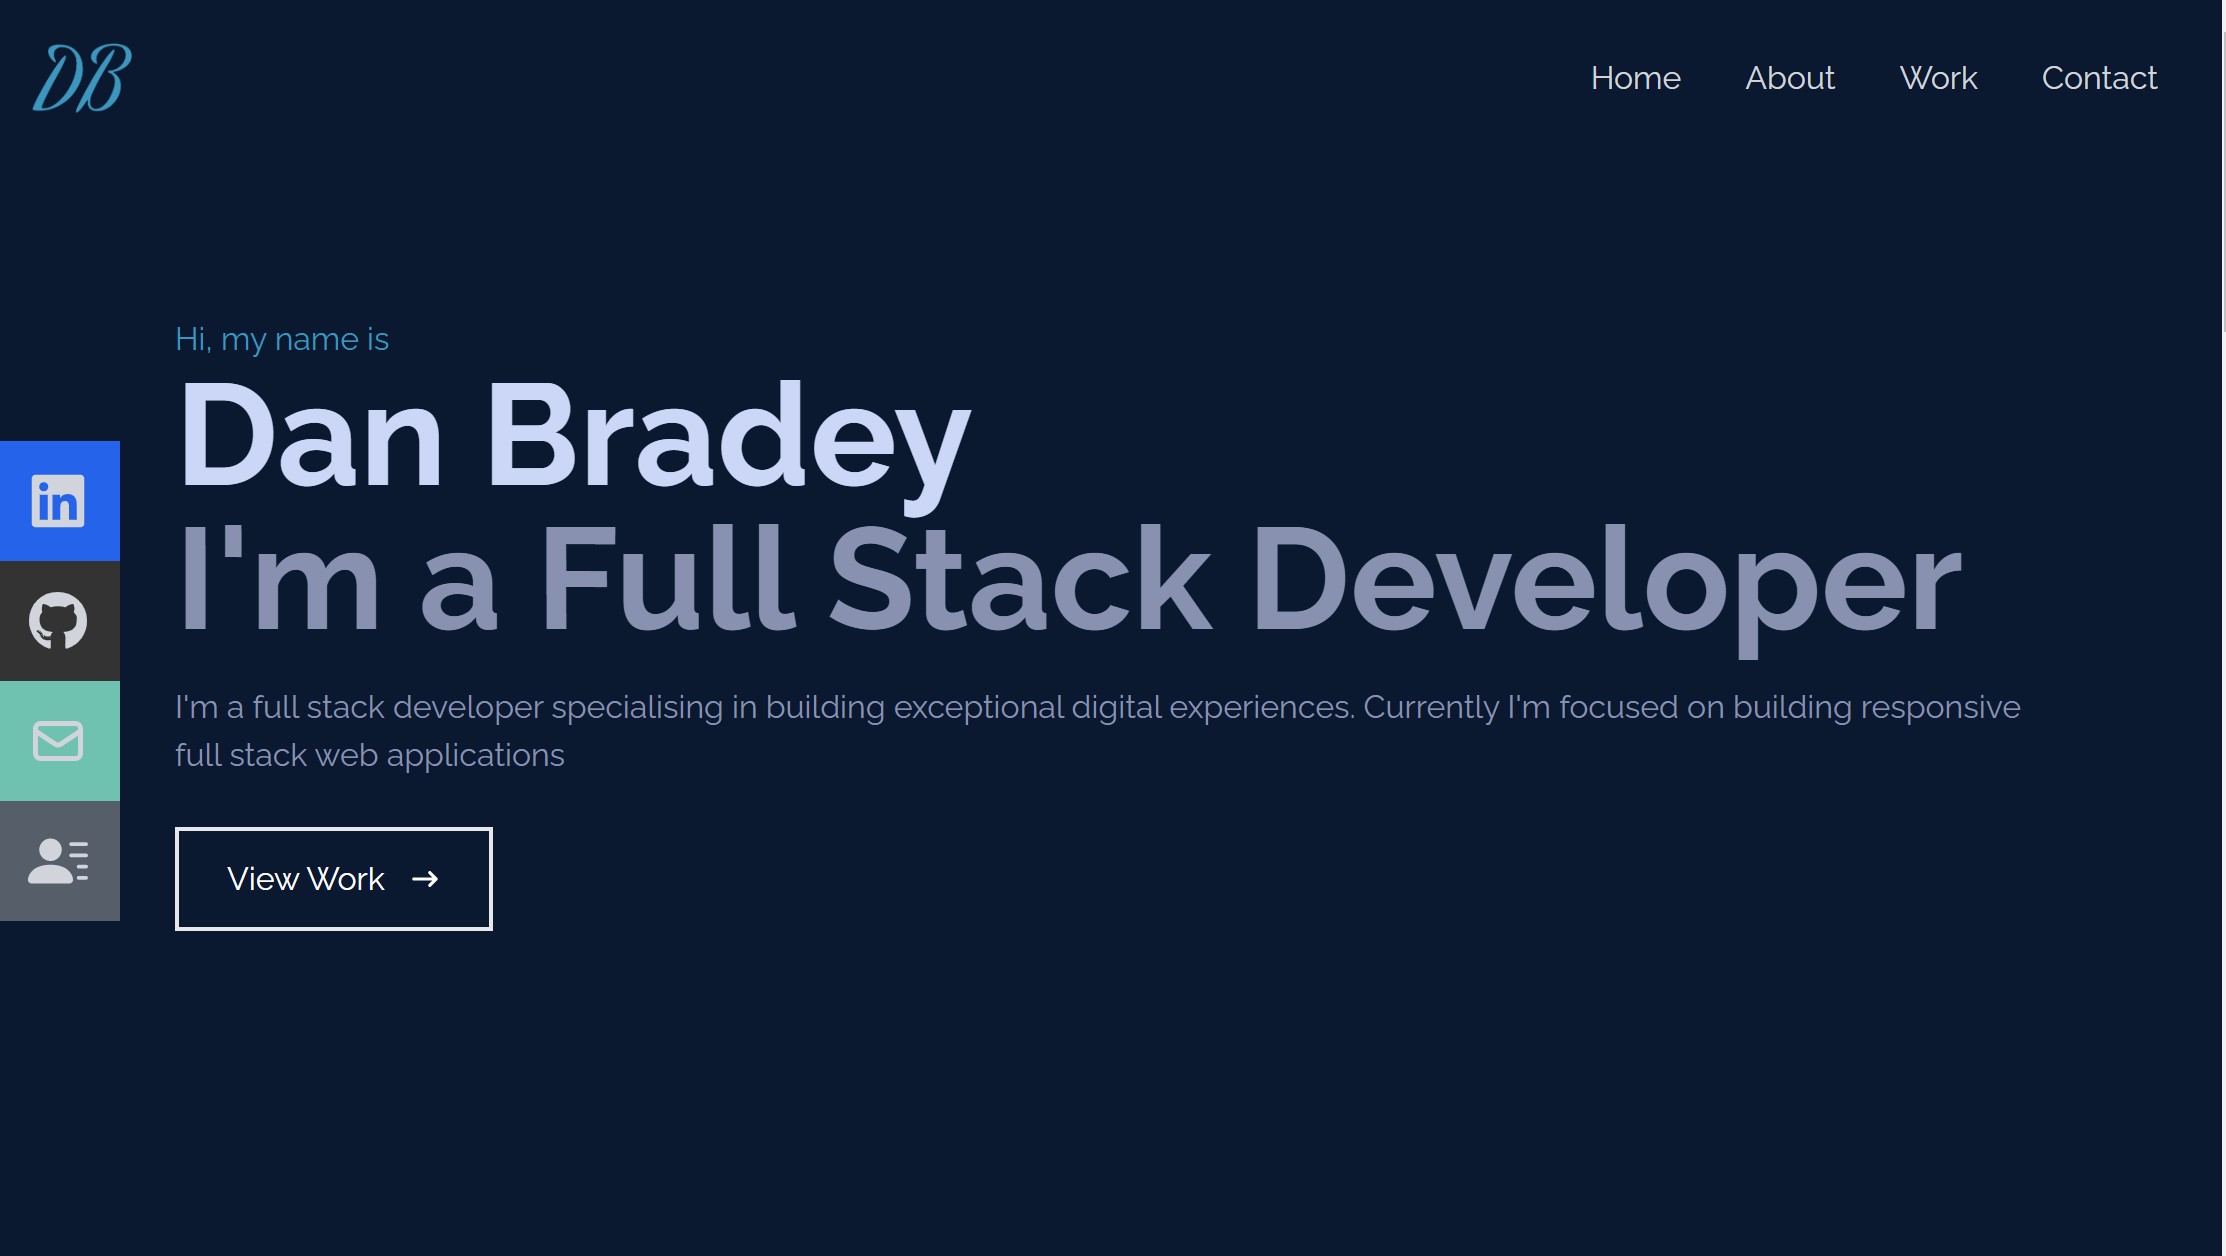 DB
Home About Work Contact
Hi, my name is
Dan Bradey
I'm a Full Stack Developer
in
I'm a full stack developer specialising in building exceptional digital experiences. Currently I'm focused on building responsive
full stack web applications
View Work →